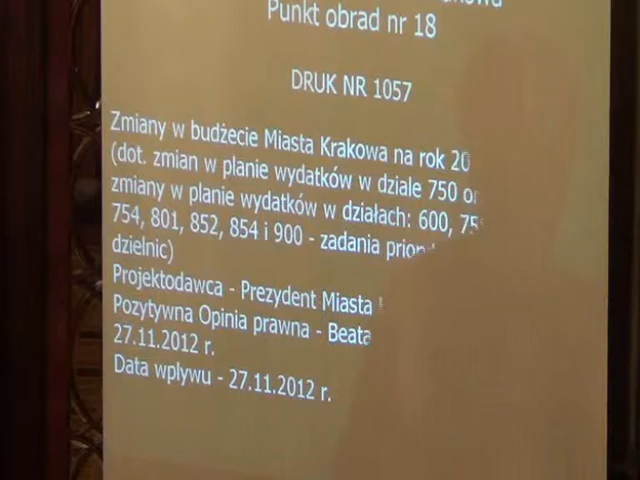 Punkt obrad nr 18
DRUK NR 1057
Zmiany w budżecie Miasta Krakowa na rok
(dot. zmian w planie wydatków w dziale 750
zmiany w planie wydatków w działach: 600,
754, 801, 852, 854 i 900 - zadania
dzielnic)
Projektodawca - Prezydent Miasta
Pozytywna Opinia prawna - Beata
27.11.2012 r.
Data wpływu - 27.11.2012 r.